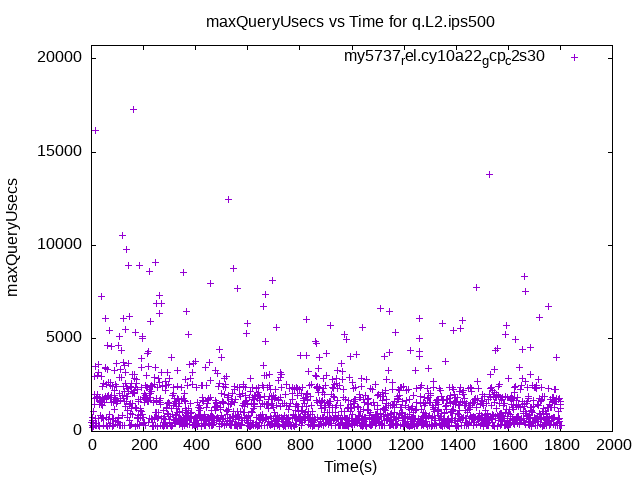 maxQueryUsecs vs Time for q.L2.ips500
my5737rel.cy10a22gcpc2s30
20000
15000
10000
5000
0
maxQueryUsecs
0 200 400 600 800 1000 1200 1400 1600 1800 2000
Time(s)